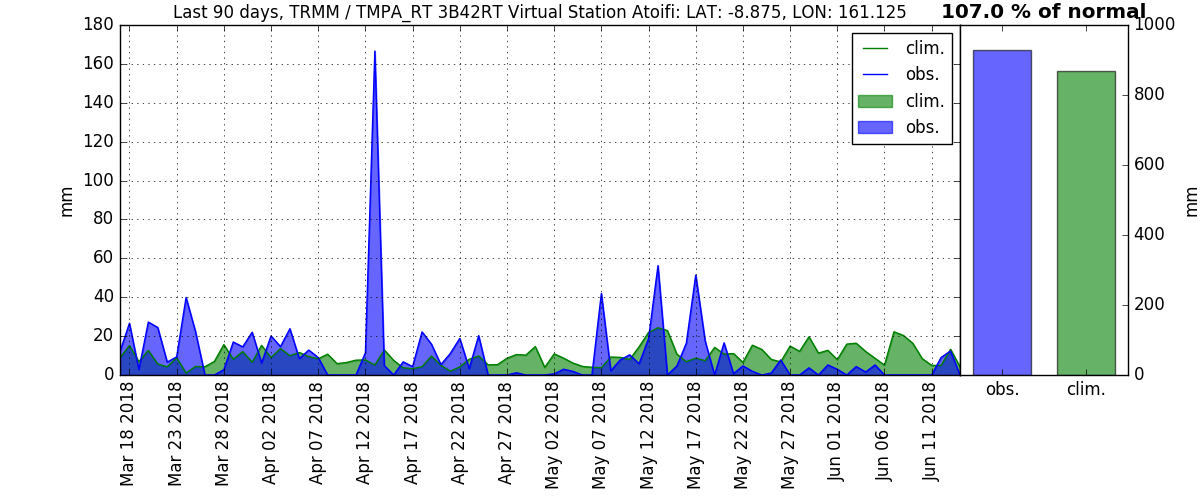 Last 90 days, TRMM / TMPA_RT 3B42RT Virtual Station Atoifi: LAT: -8.875, LON: 161.125
107.0 % of normal
180
160
140
120
100
80
60
40
20
0
mm
clim.
obs.
clim.
obs.
Mar 18 2018
Mar 23 2018
Mar 28 2018
Apr 02 2018
Apr 07 2018
Apr 12 2018
Apr 17 2018
Apr 22 2018
Apr 27 2018
May 02 2018
May 07 2018
May 12 2018
May 17 2018
May 22 2018
May 27 2018
Jun 01 2018
Jun 06 2018
Jun 11 2018
1000
800
600
400
200
0
mm
obs.
clim.